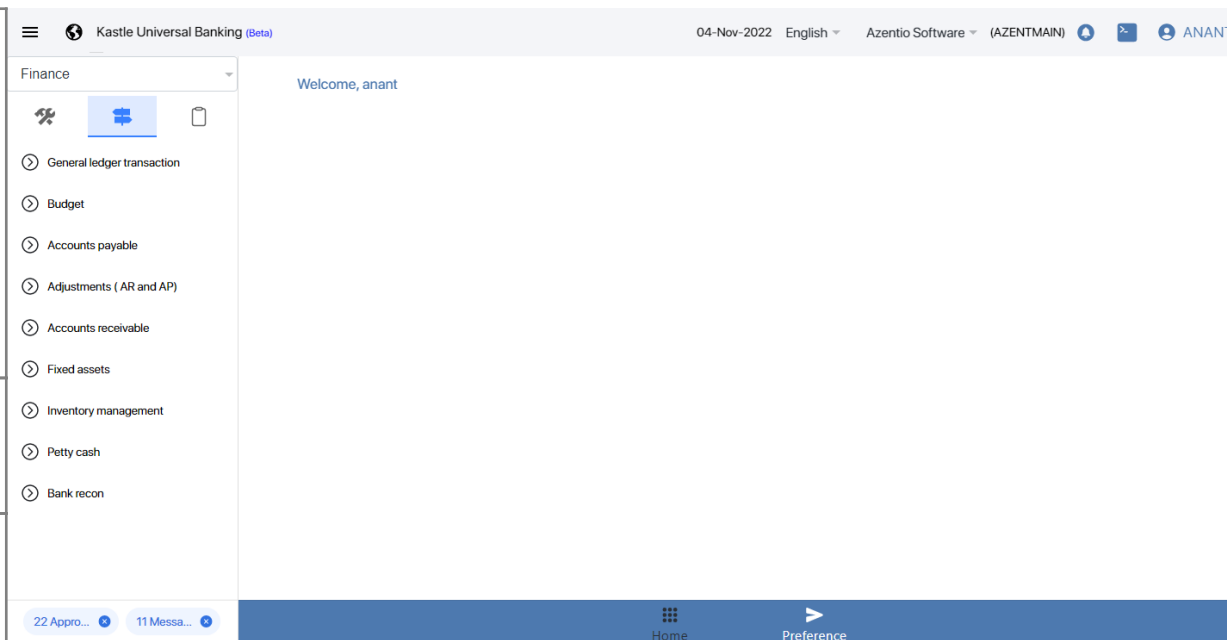 Kastle Universal Banking (Beta)
04-Nov-2022 English Azentio Software (AZENTMAIN) ANANT
Finance
Welcome, anant
General ledger transaction
Budget
Accounts payable
Adjustments ( AR and AP)
Accounts receivable
Fixed assets
Inventory management
Petty cash
Bank recon
22 Appro... 11 Messa...
Home Preference